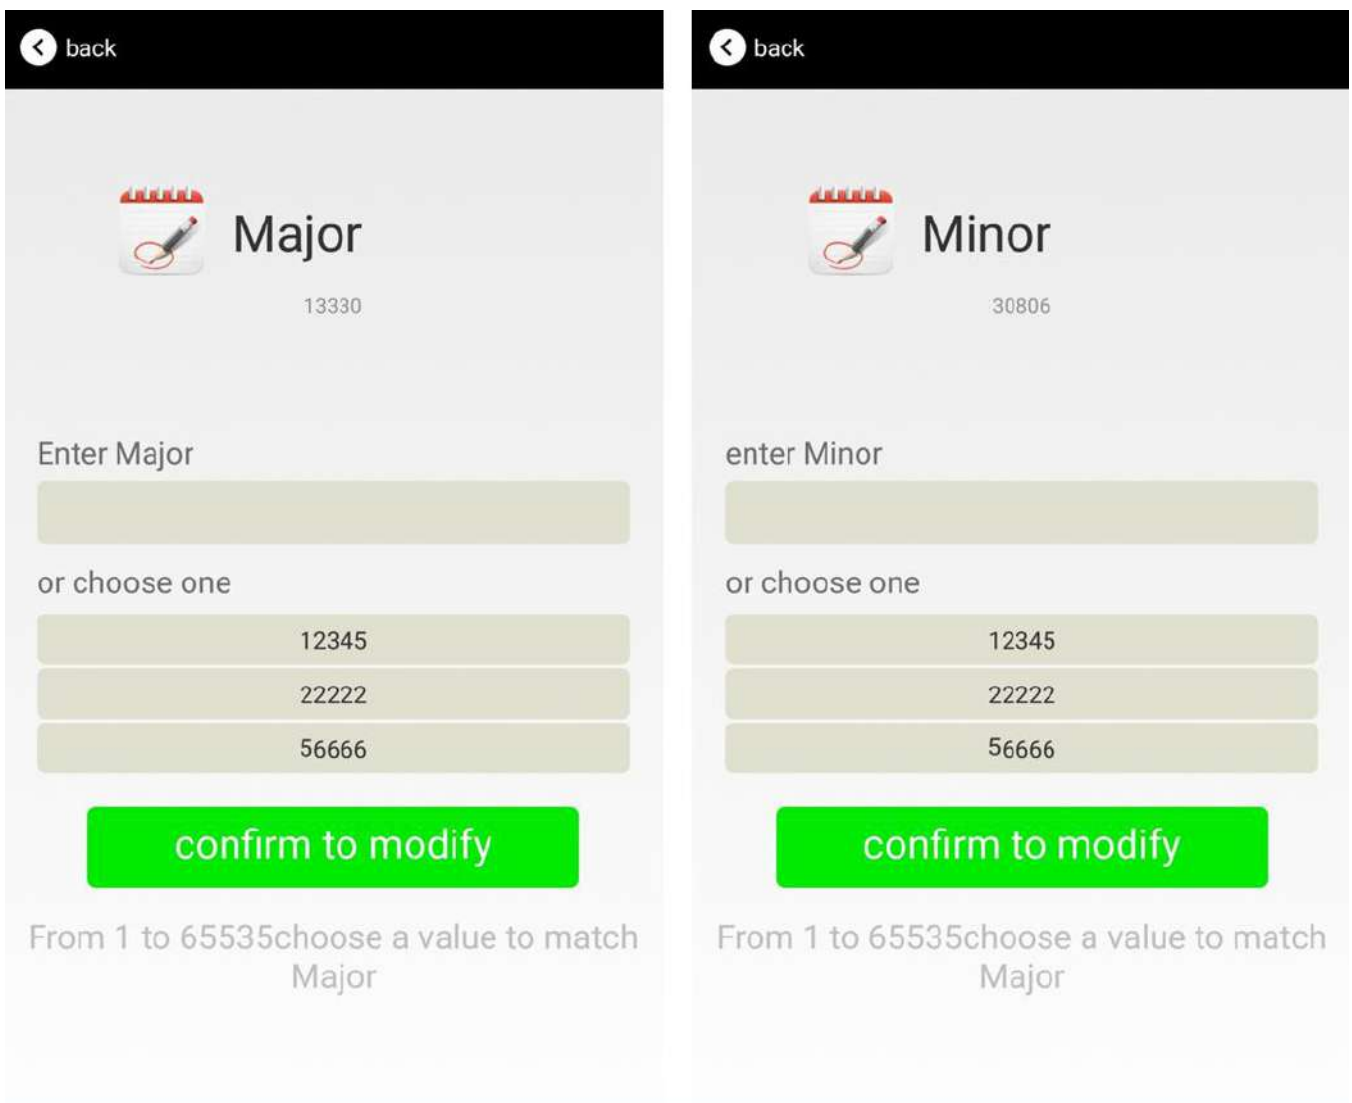 back
Major
13330
Enter Major
or choose one
12345
22222
56666
confirm to modify
From 1 to 65535choose a value to match
Major
back
Minor
30806
enter Minor
or choose one
12345
22222
56666
confirm to modify
From 1 to 65535choose a value to match
Major